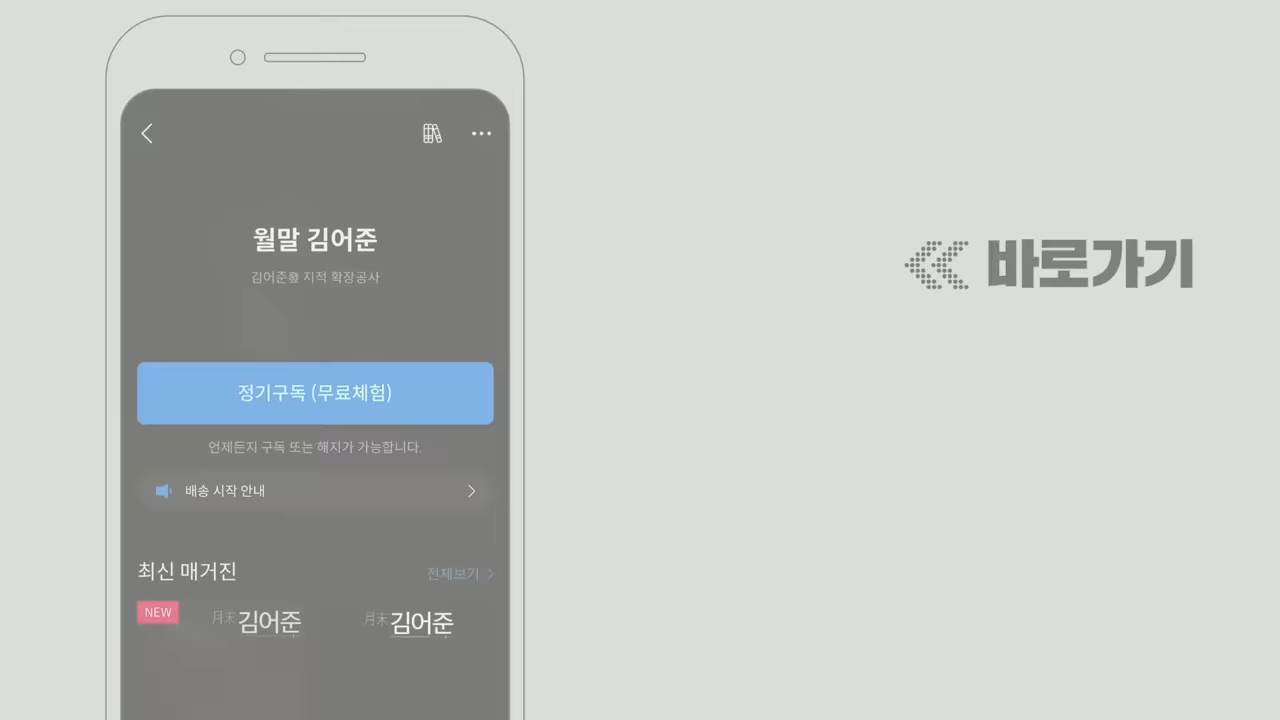 월말 김어준
김어준發 지적 확장공사
바로가기
정기구독 (무료체험)
언제든지 구독 또는 해지가 가능합니다.
배송 시작 안내
최신 매거진
전체보기
NEW
月末 김어준
月末 김어준